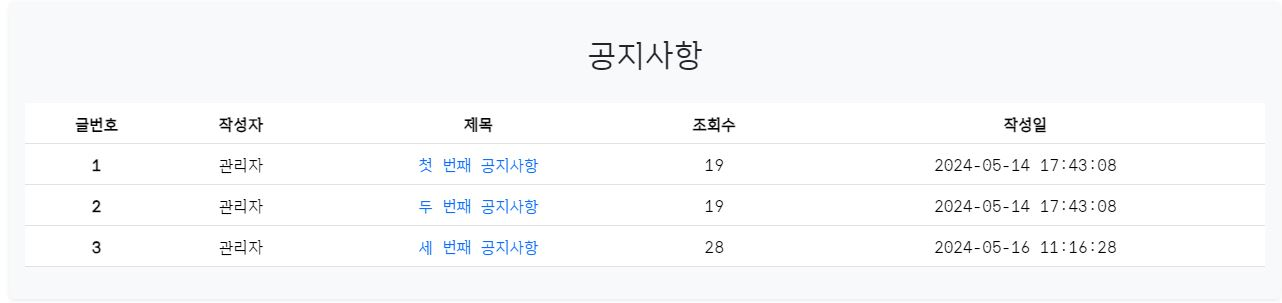 공지사항
글번호 작성자 제목 조회수 작성일
1 관리자 첫 번째 공지사항 19 2024-05-14 17:43:08
2 관리자 두 번째 공지사항 19 2024-05-14 17:43:08
3 관리자 세 번째 공지사항 28 2024-05-16 11:16:28